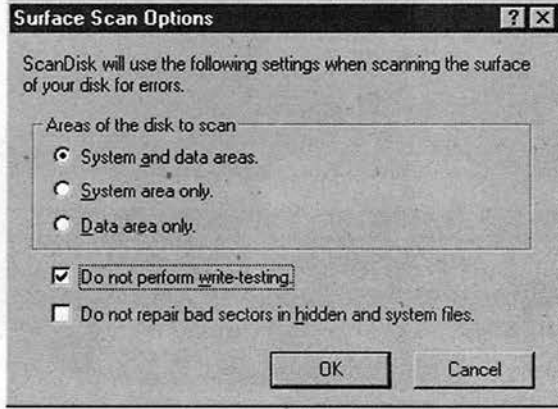 Surface Scan Options
ScanDisk will use the following settings when scanning the surface
of your disk for errors.
Areas of the disk to scan
System and data areas.
System area only.
Data area only.
Do not perform write-testing.
Do not repair bad sectors in hidden and system files.
OK
Cancel